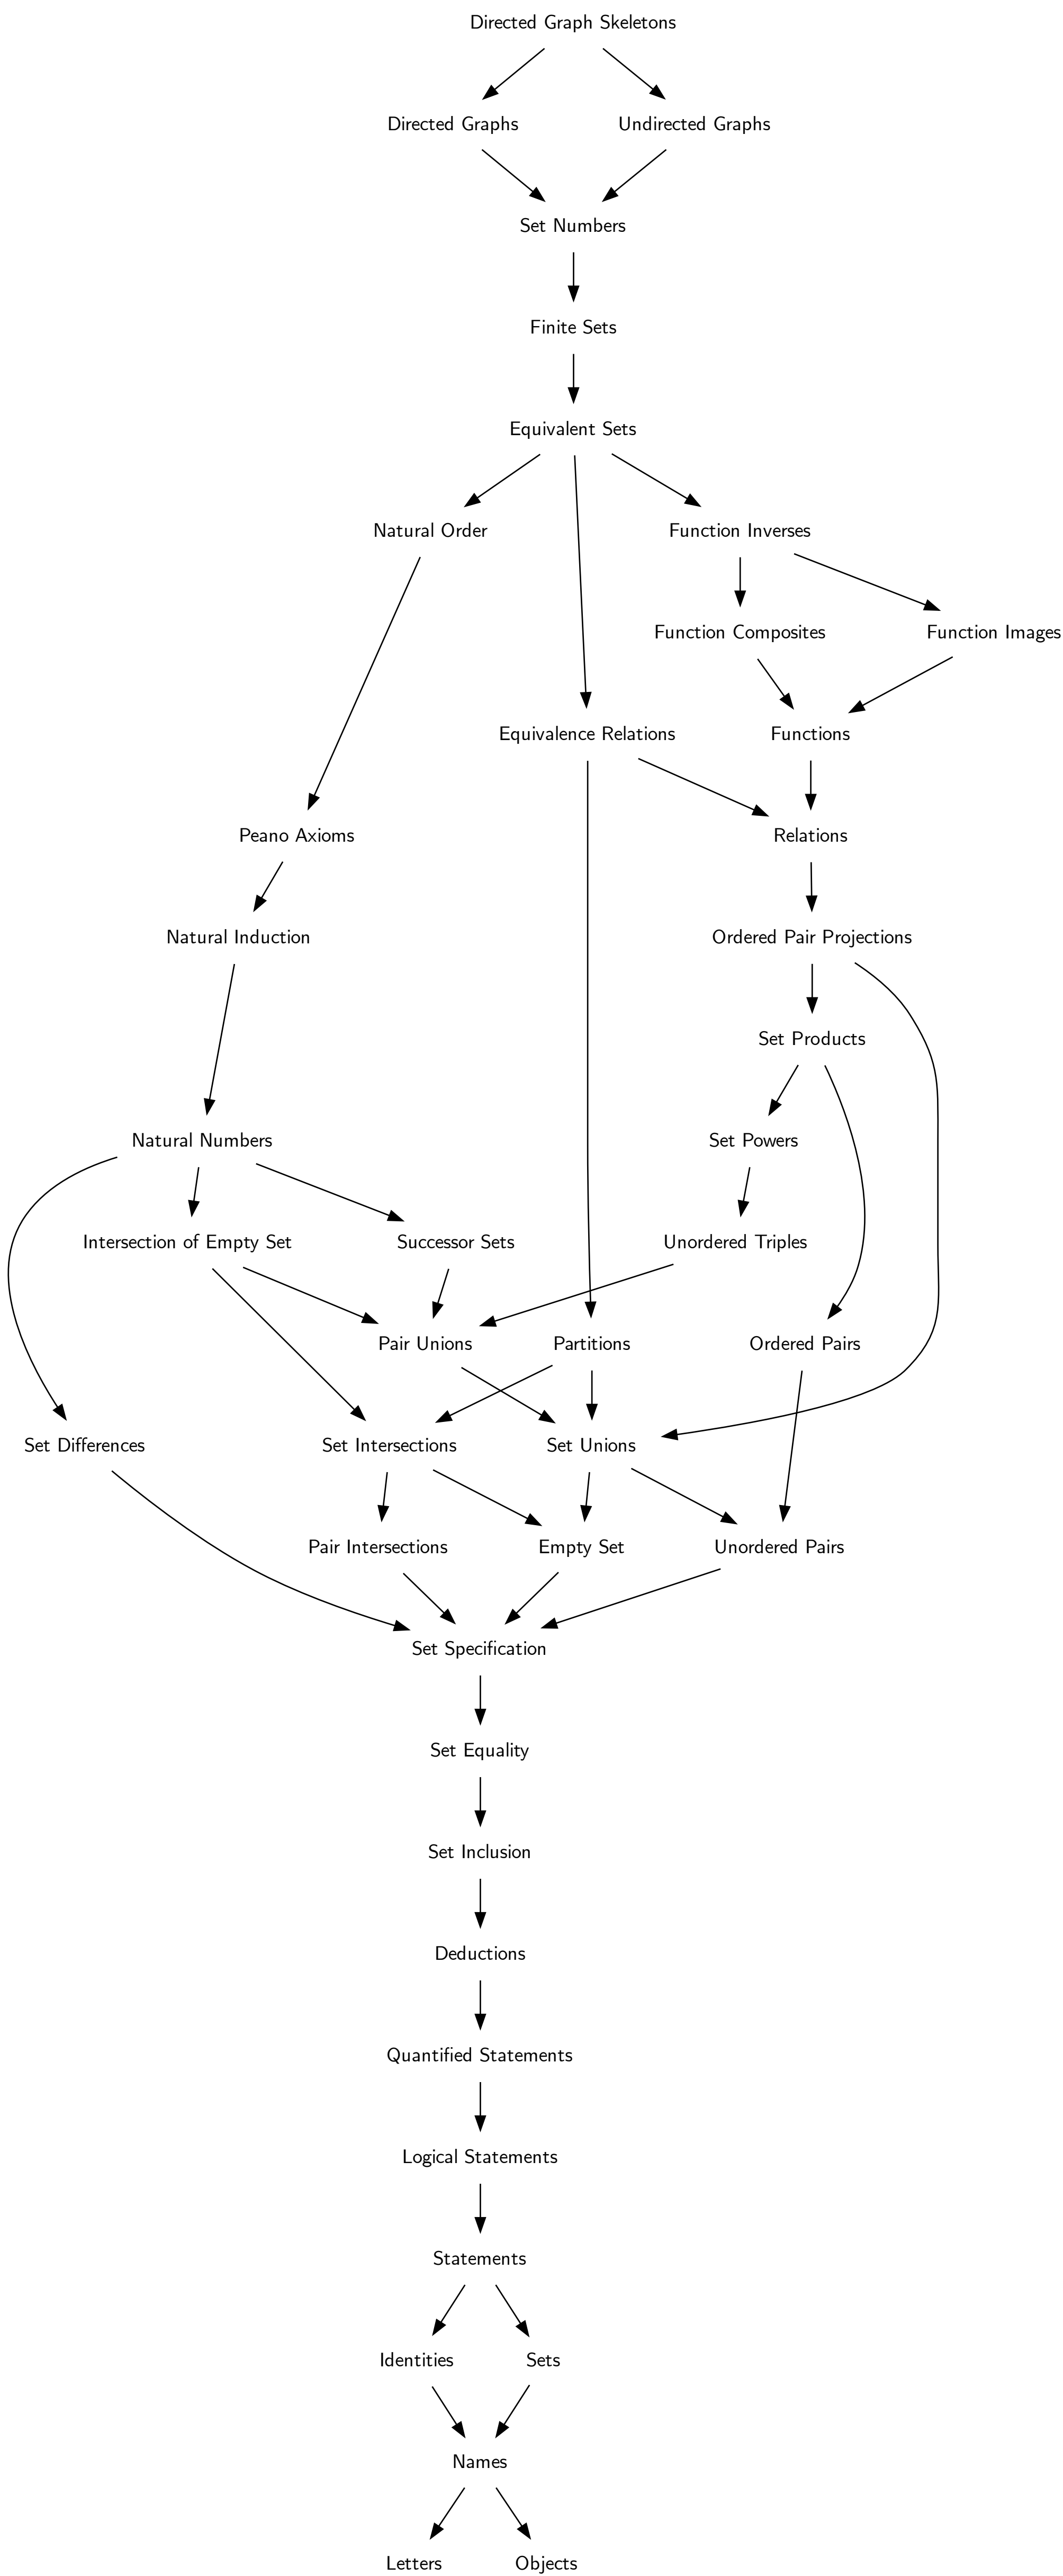 Directed Graph Skeletons
Directed Graphs
Undirected Graphs
Set Numbers
Finite Sets
Equivalent Sets
Natural Order
Function Inverses
Function Composites
Function Images
Equivalence Relations
Functions
Peano Axioms
Relations
Natural Induction
Ordered Pair Projections
Set Products
Natural Numbers
Set Powers
Intersection of Empty Set
Successor Sets
Unordered Triples
Pair Unions
Partitions
Ordered Pairs
Set Differences
Set Intersections
Set Unions
Pair Intersections
Empty Set
Unordered Pairs
Set Specification
Set Equality
Set Inclusion
Deductions
Quantified Statements
Logical Statements
Statements
Identities
Sets
Names
Letters
Objects